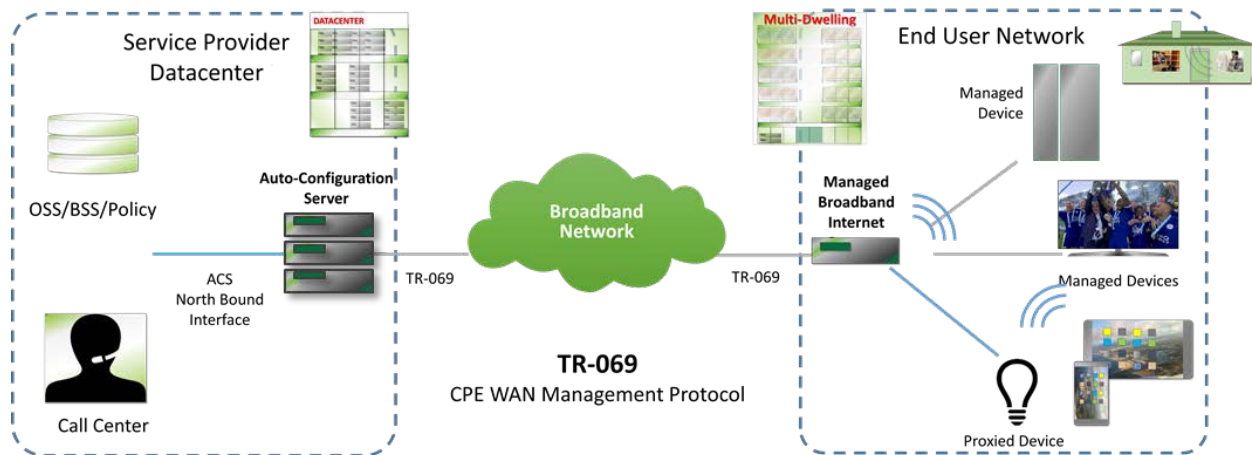 Service Provider
Datacenter
DATACENTER
OSS/BSS/Policy
Auto-Configuration
Server
ACS
North Bound
Interface
Call Center
TR-069
Broadband
Network
TR-069
TR-069
CPE WAN Management Protocol
Multi-Dwelling
End User Network
Managed
Device
Managed
Broadband
Internet
Managed Devices
Proxied Device